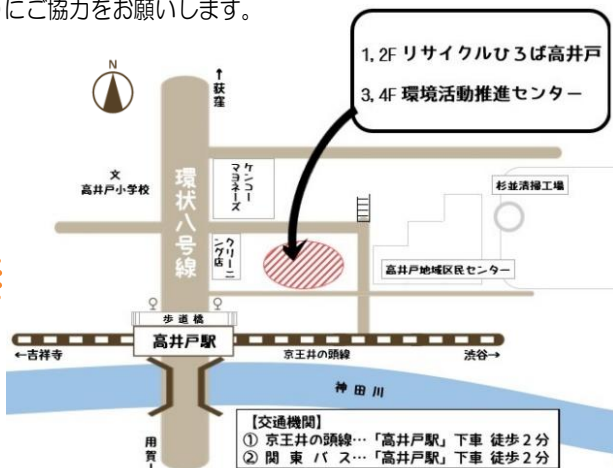 にご協力をお願いします。
1, 2F リサイクルひろば高井戸
3, 4F 環境活動推進センター
N
↑荻窪
文
高井戸小学校
環状八号線
ケンコーマヨネーズ
杉並清掃工場
クリーニング店
高井戸地域区民センター
歩道橋
高井戸駅
←吉祥寺
京王井の頭線
渋谷→
神田川
用賀
【交通機関】
① 京王井の頭線…「高井戸駅」下車 徒歩2分
② 関東バス…「高井戸駅」下車 徒歩2分